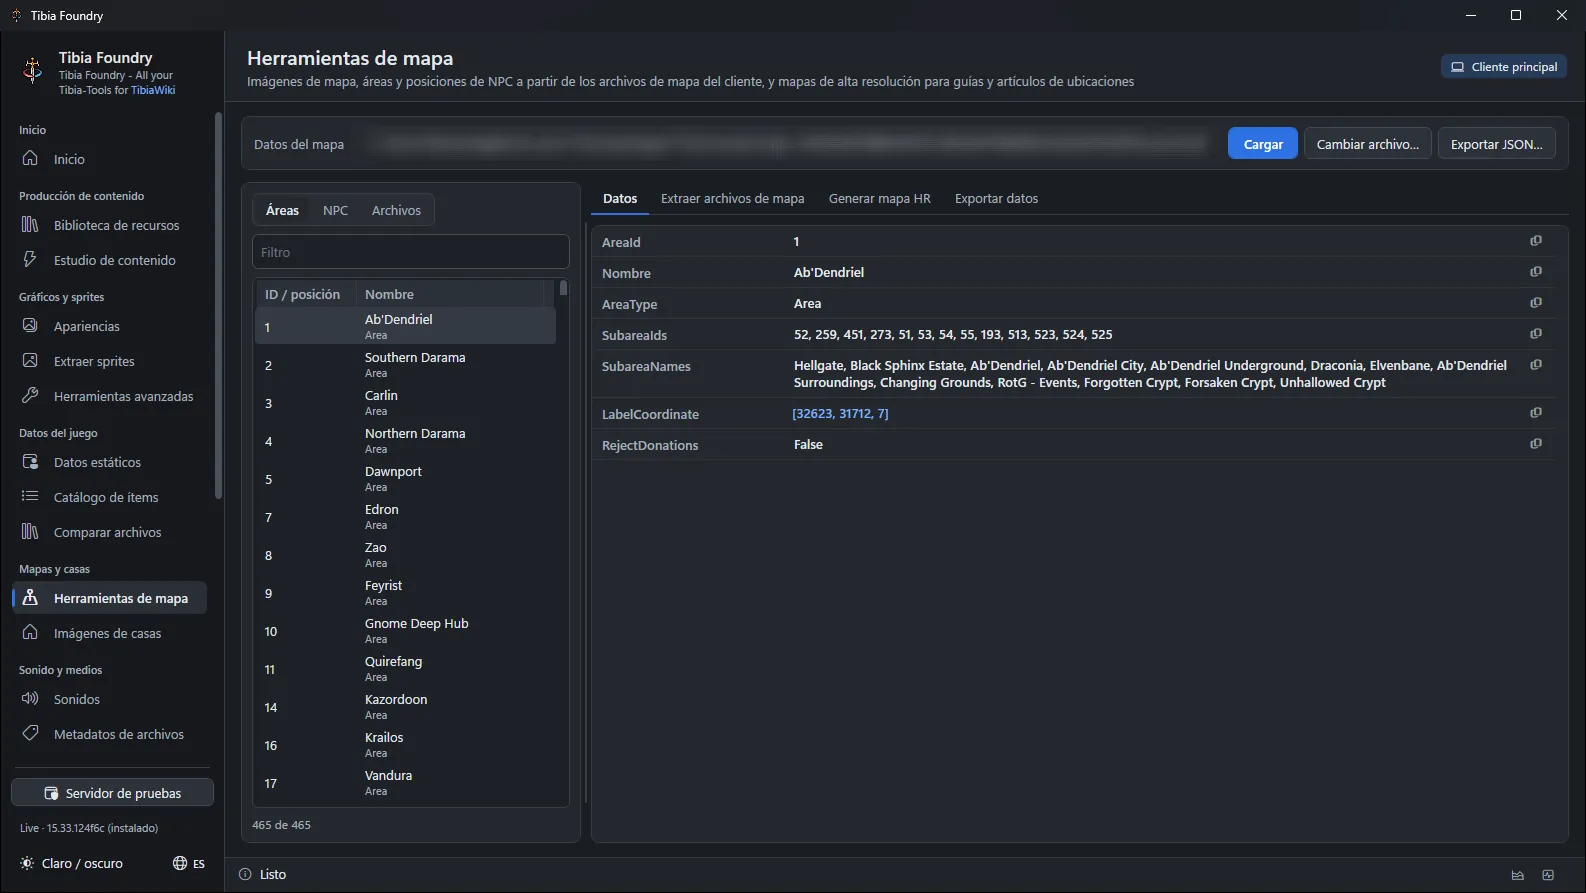 Tibia Foundry
Tibia Foundry
Tibia Foundry - All your
Tibia-Tools for TibiaWiki
Inicio
Inicio
Producción de contenido
Biblioteca de recursos
Estudio de contenido
Gráficos y sprites
Apariencias
Extraer sprites
Herramientas avanzadas
Datos del juego
Datos estáticos
Catálogo de ítems
Comparar archivos
Mapas y casas
Herramientas de mapa
Imágenes de casas
Sonido y medios
Sonidos
Metadatos de archivos
Servidor de pruebas
Live · 15.33.124f6c (instalado)
Claro / oscuro
ES
Herramientas de mapa
Imágenes de mapa, áreas y posiciones de NPC a partir de los archivos de mapa del cliente, y mapas de alta resolución para guías y artículos de ubicaciones
Cliente principal
Datos del mapa
Cargar
Cambiar archivo...
Exportar JSON...
Áreas
NPC
Archivos
Filtro
ID / posición
Nombre
1
Ab'Dendriel
Area
2
Southern Darama
Area
3
Carlin
Area
4
Northern Darama
Area
5
Dawnport
Area
7
Edron
Area
8
Zao
Area
9
Feyrist
Area
10
Gnome Deep Hub
Area
11
Quirefang
Area
14
Kazordoon
Area
16
Krailos
Area
17
Vandura
Area
465 de 465
Datos
Extraer archivos de mapa
Generar mapa HR
Exportar datos
AreaId
1
Nombre
Ab'Dendriel
AreaType
Area
SubareaIds
52, 259, 451, 273, 51, 53, 54, 55, 193, 513, 523, 524, 525
SubareaNames
Hellgate, Black Sphinx Estate, Ab'Dendriel, Ab'Dendriel City, Ab'Dendriel Underground, Draconia, Elvenbane, Ab'Dendriel
Surroundings, Changing Grounds, RotG - Events, Forgotten Crypt, Forsaken Crypt, Unhallowed Crypt
LabelCoordinate
[32623, 31712, 7]
RejectDonations
False
Listo